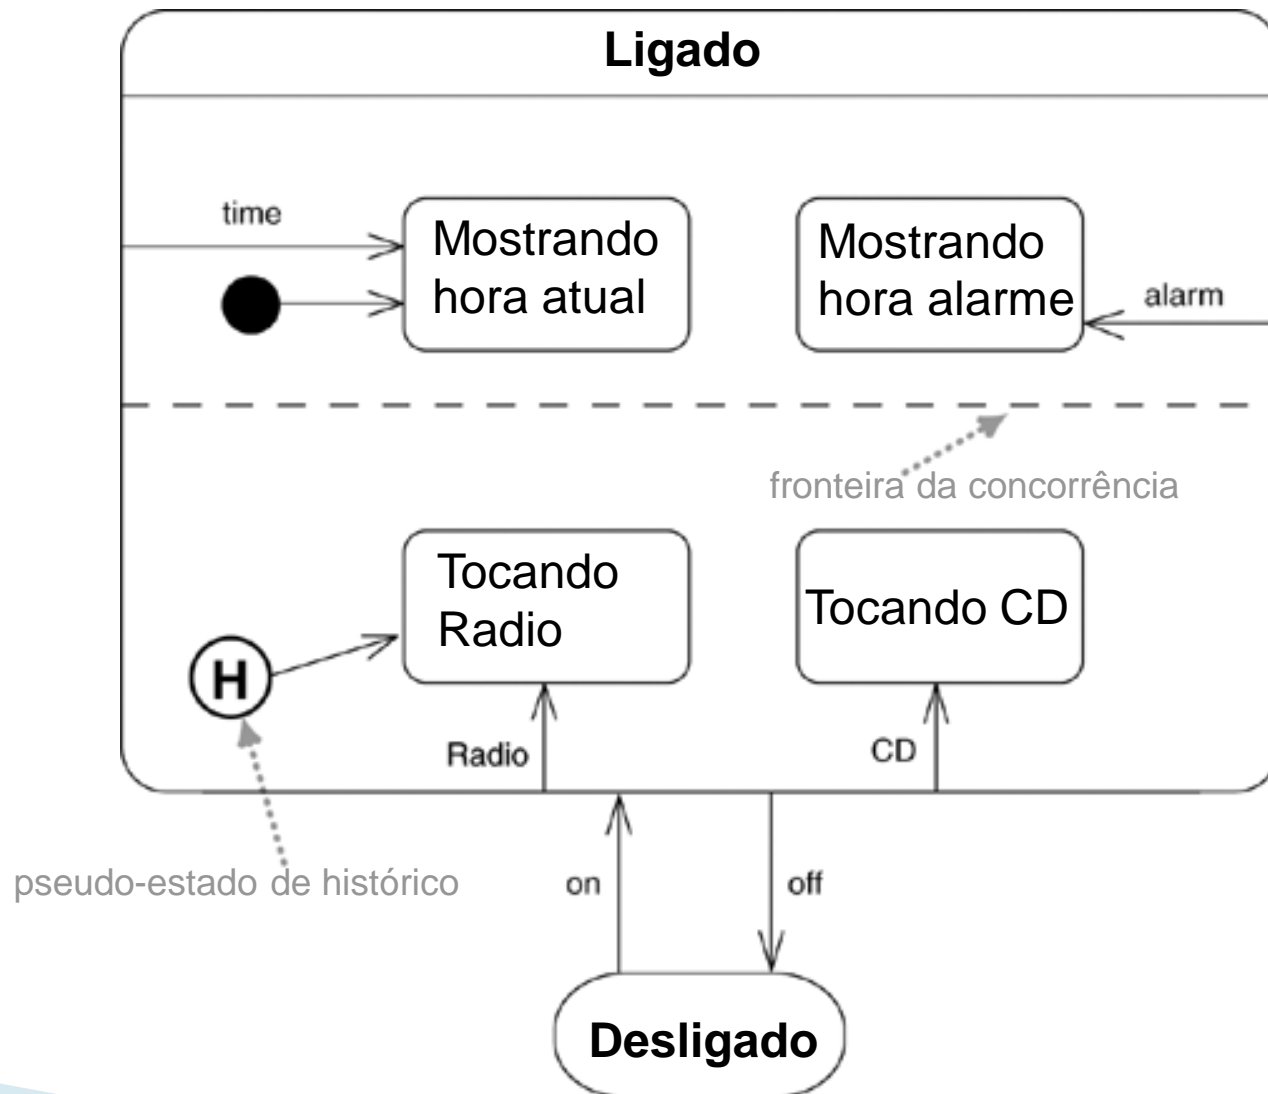 Ligado
time
Mostrando
hora atual
Mostrando
hora alarme
alarm
fronteira da concorrência
Tocando
Radio
Tocando CD
H
Radio
CD
pseudo-estado de histórico
on
off
Desligado